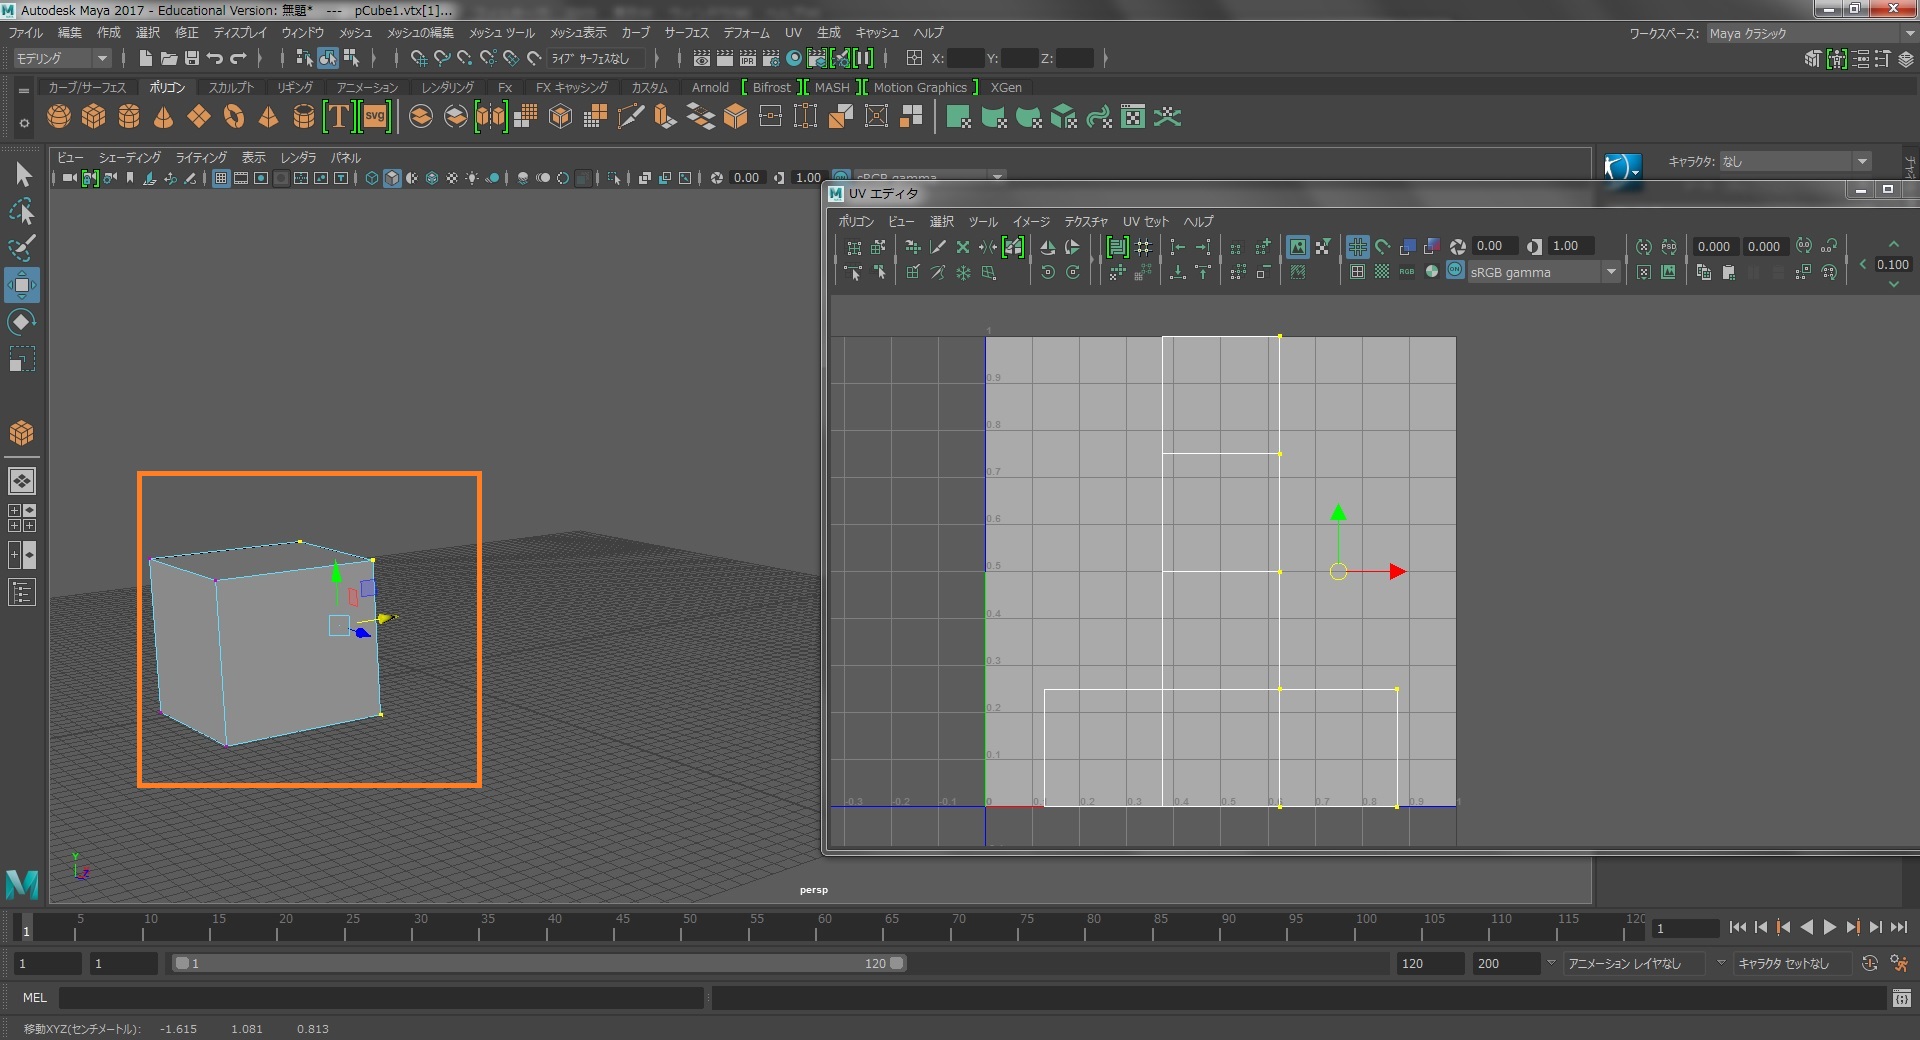 Autodesk Maya 2017 - Educational Version: 無題*   ---   pCube1.vtx[1]...
ファイル 編集 作成 選択 修正 ディスプレイ ウィンドウ メッシュ メッシュの編集 メッシュ ツール メッシュ表示 カーブ サーフェス デフォーム UV 生成 キャッシュ ヘルプ
ワークスペース: Maya クラシック
モデリング ライブ サーフェスなし X: Y: Z:
カーブ/サーフェス ポリゴン スカルプト リギング アニメーション レンダリング Fx FX キャッシング カスタム Arnold Bifrost MASH Motion Graphics XGen
T SVG
ビュー シェーディング ライティング 表示 レンダラ パネル
キャラクタ: なし
0.00 1.00 sRGB gamma
UV エディタ
ポリゴン ビュー 選択 ツール イメージ テクスチャ UV セット ヘルプ
0.00 1.00 0.000 0.000
RGB ON sRGB gamma 0.100
1
0.9
0.8
0.7
0.6
0.5
0.4
0.3
0.2
0.1
-0.3 -0.2 -0.1 0 0.2 0.3 0.4 0.5 0.7 0.8 0.9 1
Y
Z
persp
5 10 15 20 25 30 35 40 45 50 55 60 65 70 75 80 85 90 95 100 105 110 115 120
1 1
1 1 1 120 120 200 アニメーション レイヤなし キャラクタ セットなし
MEL
移動XYZ(センチメートル): -1.615 1.081 0.813